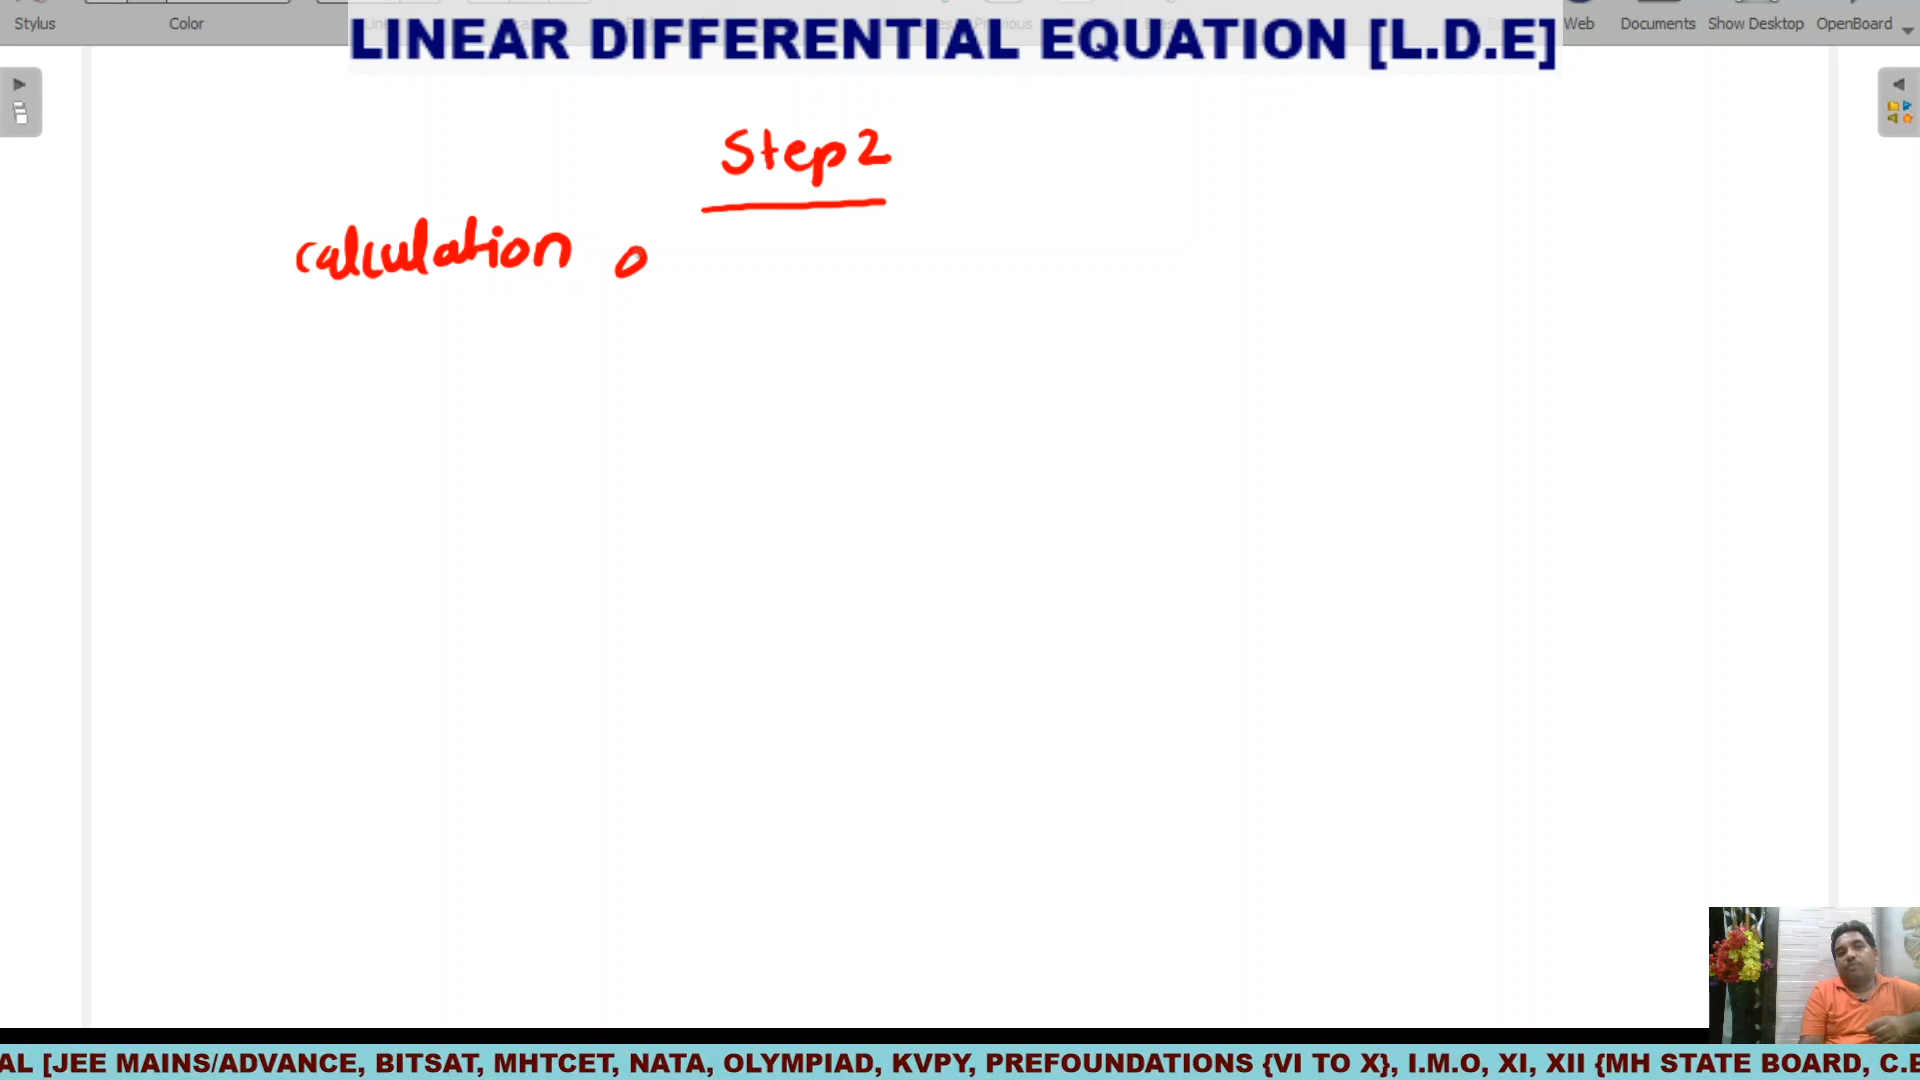 LINEAR DIFFERENTIAL EQUATION [L.D.E]
Stylus Color Web Documents Show Desktop OpenBoard
Step 2
calculation o
AL [JEE MAINS/ADVANCE, BITSAT, MHTCET, NATA, OLYMPIAD, KVPY, PREFOUNDATIONS {VI TO X}, I.M.O, XI, XII {MH STATE BOARD, C.E